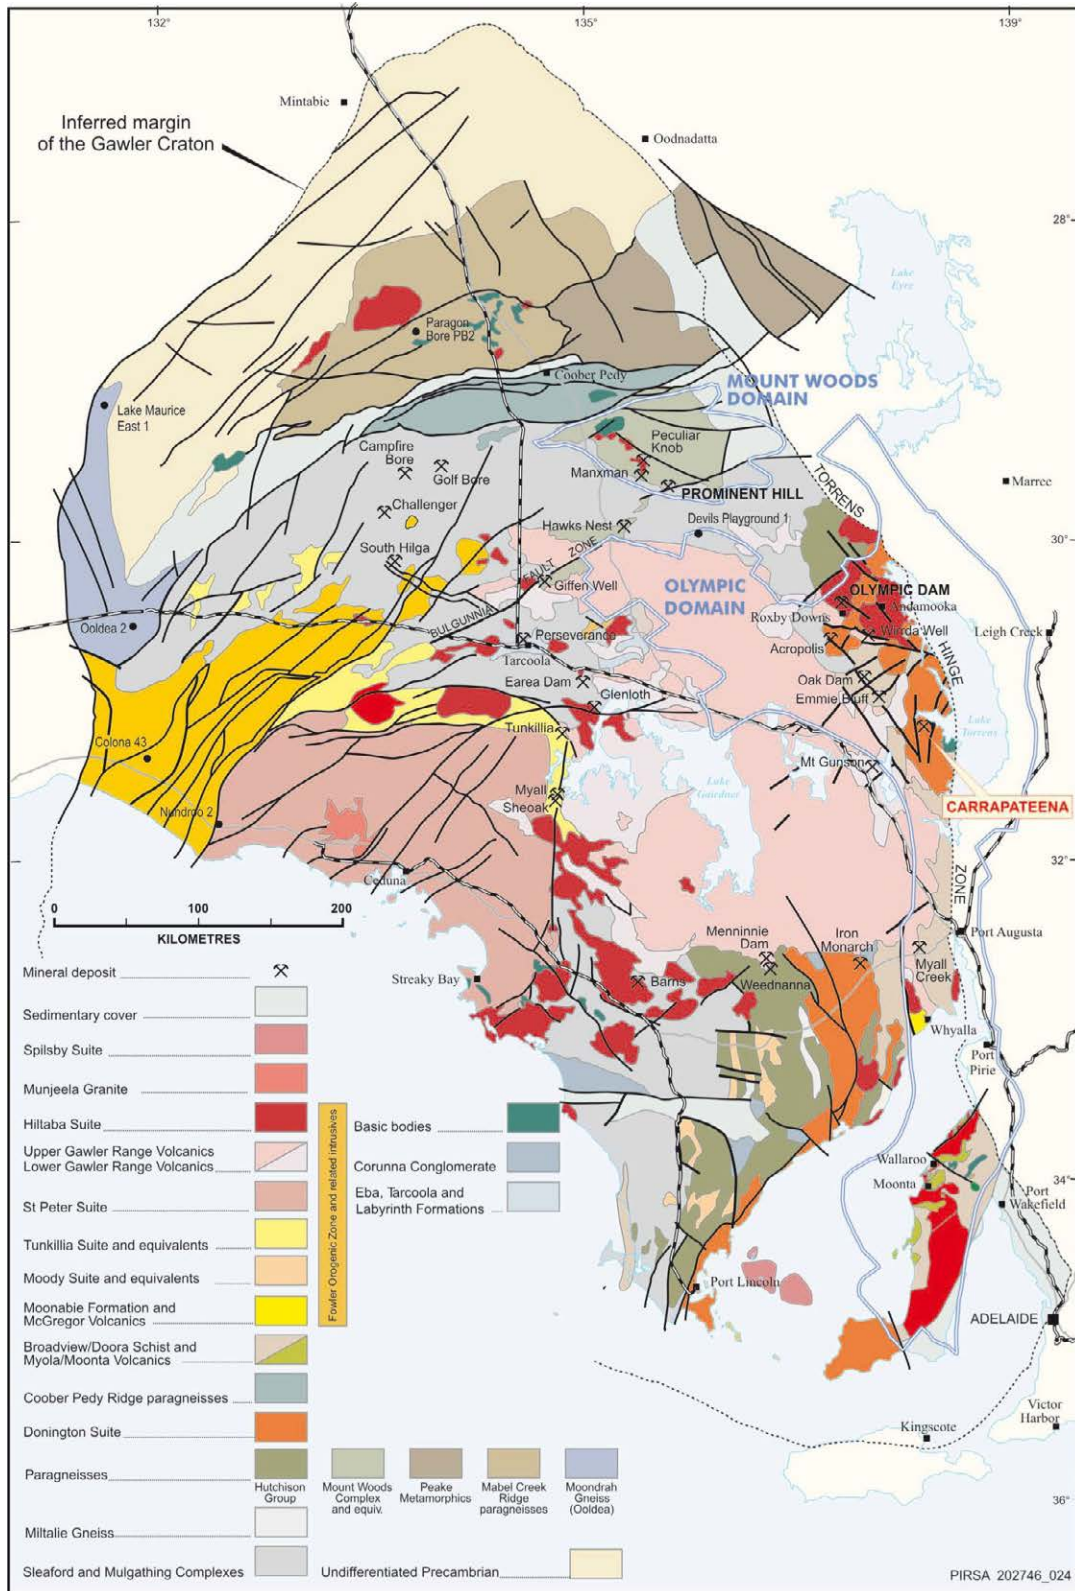 132°
135°
139°
Mintabie
Inferred margin
of the Gawler Craton
Oodnadatta
28°
Lake
Eyre
Paragon
Bore PB2
Coober Pedy
MOUNT WOODS
DOMAIN
Lake Maurice
East 1
Campfire
Bore
Golf Bore
Peculiar
Knob
Manxman
PROMINENT HILL
TORRENS
Marree
Challenger
Hawks Nest
Devils Playground 1
30°
South Hilga
BULGUNNIA
FAULT
ZONE
Giffen Well
OLYMPIC
DOMAIN
OLYMPIC DAM
Andamooka
Roxby Downs
Wirrda Well
Leigh Creek
Ooldea 2
Perseverance
Tarcoola
Acropolis
HINGE
Earea Dam
Glenloth
Oak Dam
Emmie Bluff
Tunkillia
Lake
Torrens
Colona 43
Mt Gunson
Lake
Gairdner
Myall
Sheoak
CARRAPATEENA
Nundroo 2
Ceduna
32°
ZONE
0
100
200
KILOMETRES
Menninnie
Dam
Iron
Monarch
Port Augusta
Myall
Creek
Streaky Bay
Barns
Weednanna
Whyalla
Port
Pirie
Wallaroo
Moonta
34°
Port
Wakefield
Port Lincoln
ADELAIDE
Victor
Harbor
Kingscote
36°
Mineral deposit
Sedimentary cover
Spilsby Suite
Munjeela Granite
Hiltaba Suite
Upper Gawler Range Volcanics
Lower Gawler Range Volcanics
St Peter Suite
Tunkillia Suite and equivalents
Moody Suite and equivalents
Moonabie Formation and
McGregor Volcanics
Broadview/Doora Schist and
Myola/Moonta Volcanics
Coober Pedy Ridge paragneisses
Donington Suite
Paragneisses
Fowler Orogenic Zone and related intrusives
Basic bodies
Corunna Conglomerate
Eba, Tarcoola and
Labyrinth Formations
Hutchison
Group
Mount Woods
Complex
and equiv.
Peake
Metamorphics
Mabel Creek
Ridge
paragneisses
Moondrah
Gneiss
(Ooldea)
Miltalie Gneiss
Sleaford and Mulgathing Complexes
Undifferentiated Precambrian
PIRSA 202746_024